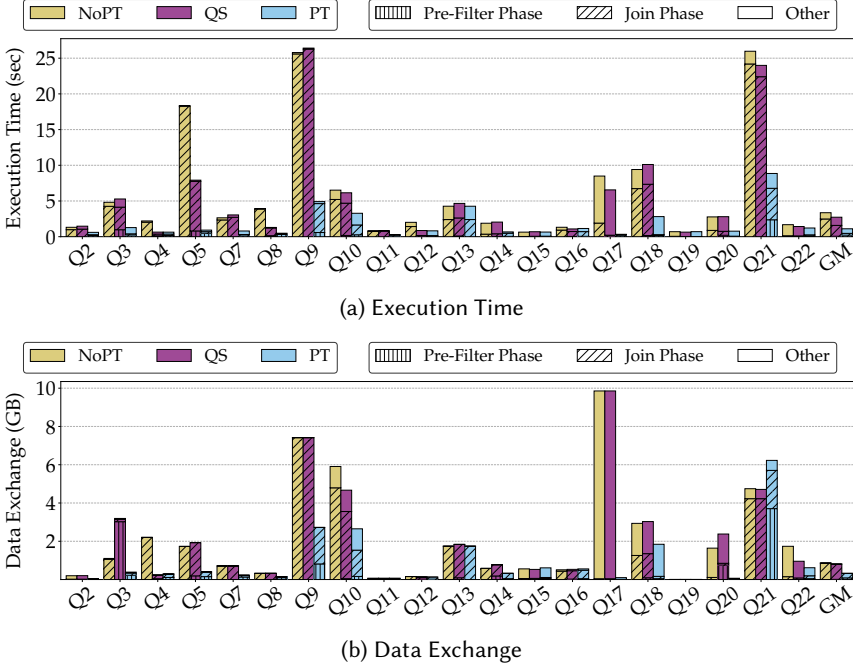 NoPT QS PT Pre-Filter Phase Join Phase Other
Execution Time (sec)
25
20
15
10
5
0
Q2 Q3 Q4 Q5 Q7 Q8 Q9 Q10 Q11 Q12 Q13 Q14 Q15 Q16 Q17 Q18 Q19 Q20 Q21 Q22 GM
(a) Execution Time
NoPT QS PT Pre-Filter Phase Join Phase Other
Data Exchange (GB)
10
8
6
4
2
Q2 Q3 Q4 Q5 Q7 Q8 Q9 Q10 Q11 Q12 Q13 Q14 Q15 Q16 Q17 Q18 Q19 Q20 Q21 Q22 GM
(b) Data Exchange